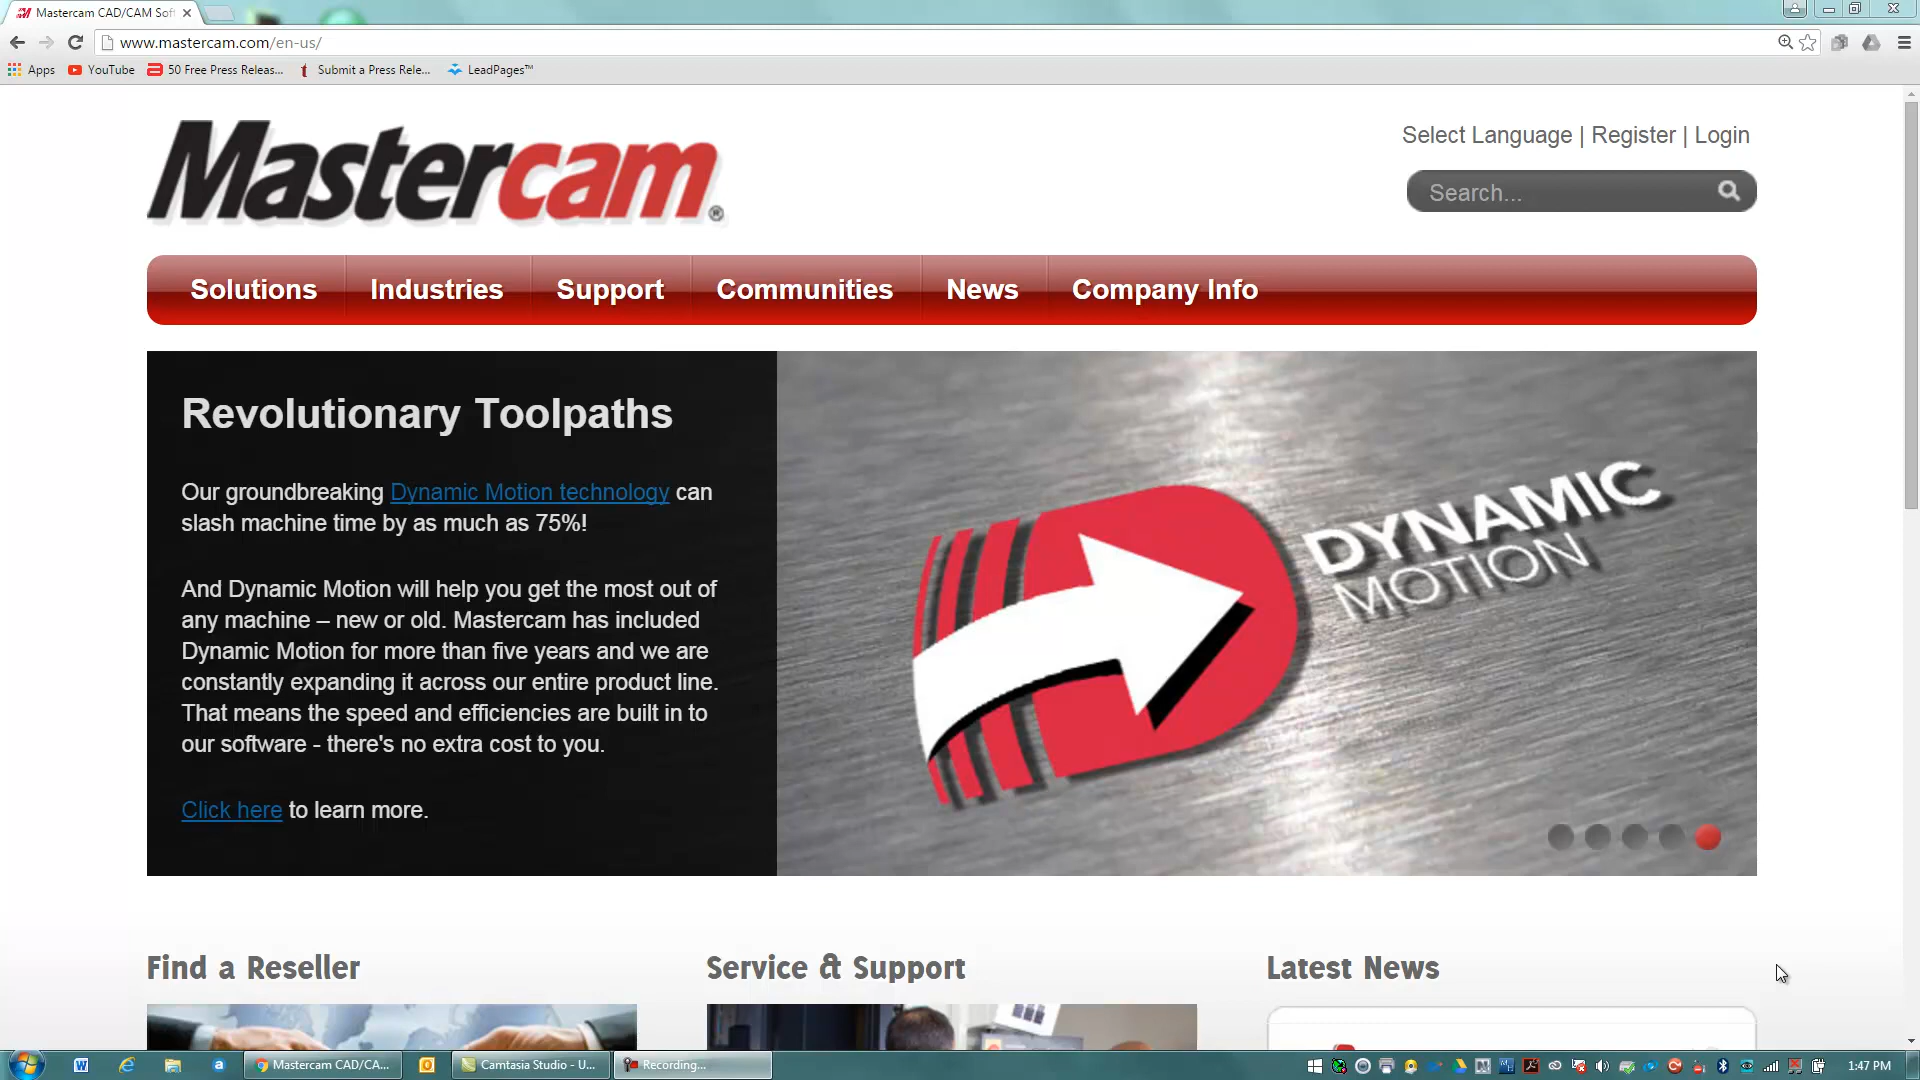 Mastercam CAD/CAM Sof
www.mastercam.com/en-us/
Apps YouTube 50 Free Press Releas... Submit a Press Rele... LeadPages™
Mastercam®
Select Language | Register | Login
Search...
Solutions Industries Support Communities News Company Info
Revolutionary Toolpaths
Our groundbreaking Dynamic Motion technology can
slash machine time by as much as 75%!
And Dynamic Motion will help you get the most out of
any machine – new or old. Mastercam has included
Dynamic Motion for more than five years and we are
constantly expanding it across our entire product line.
That means the speed and efficiencies are built in to
our software - there's no extra cost to you.
Click here to learn more.
DYNAMIC
MOTION
Find a Reseller Service & Support Latest News
Mastercam CAD/CA... Camtasia Studio - U... Recording... 1:47 PM